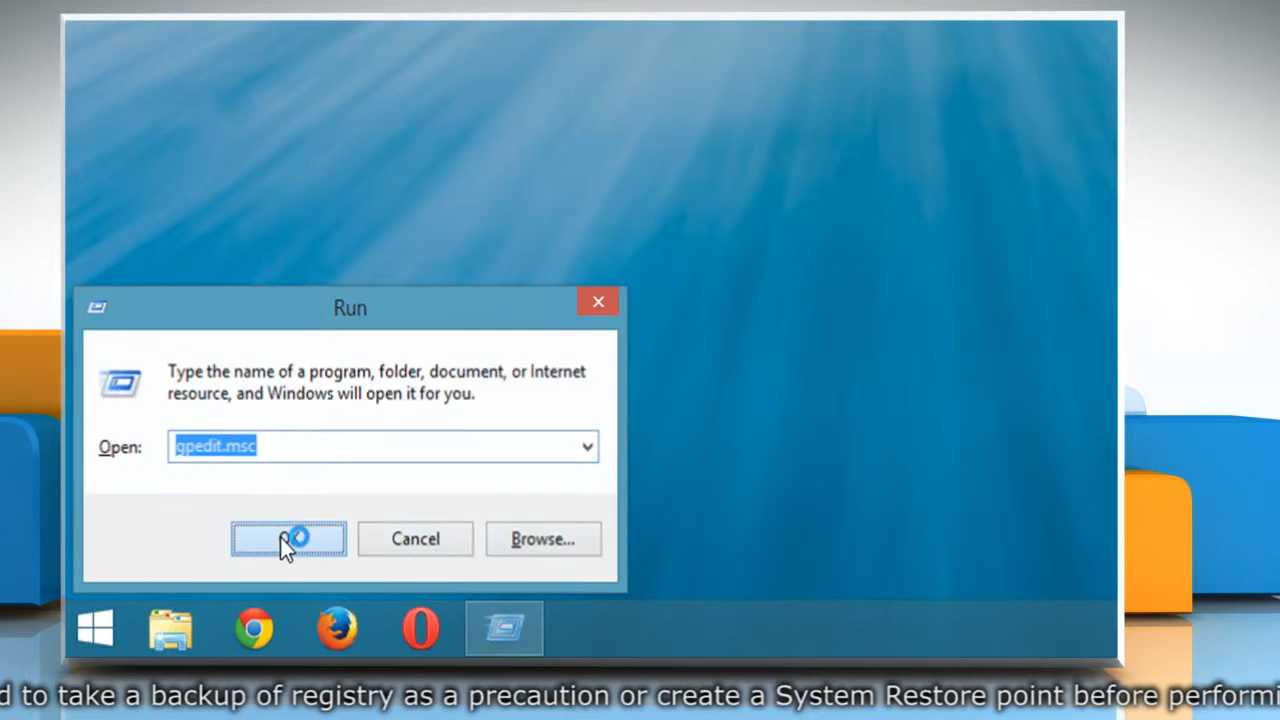 Run
Type the name of a program, folder, document, or Internet
resource, and Windows will open it for you.
Open:
gpedit.msc
Cancel
Browse...
to take a backup of registry as a precaution or create a System Restore point before